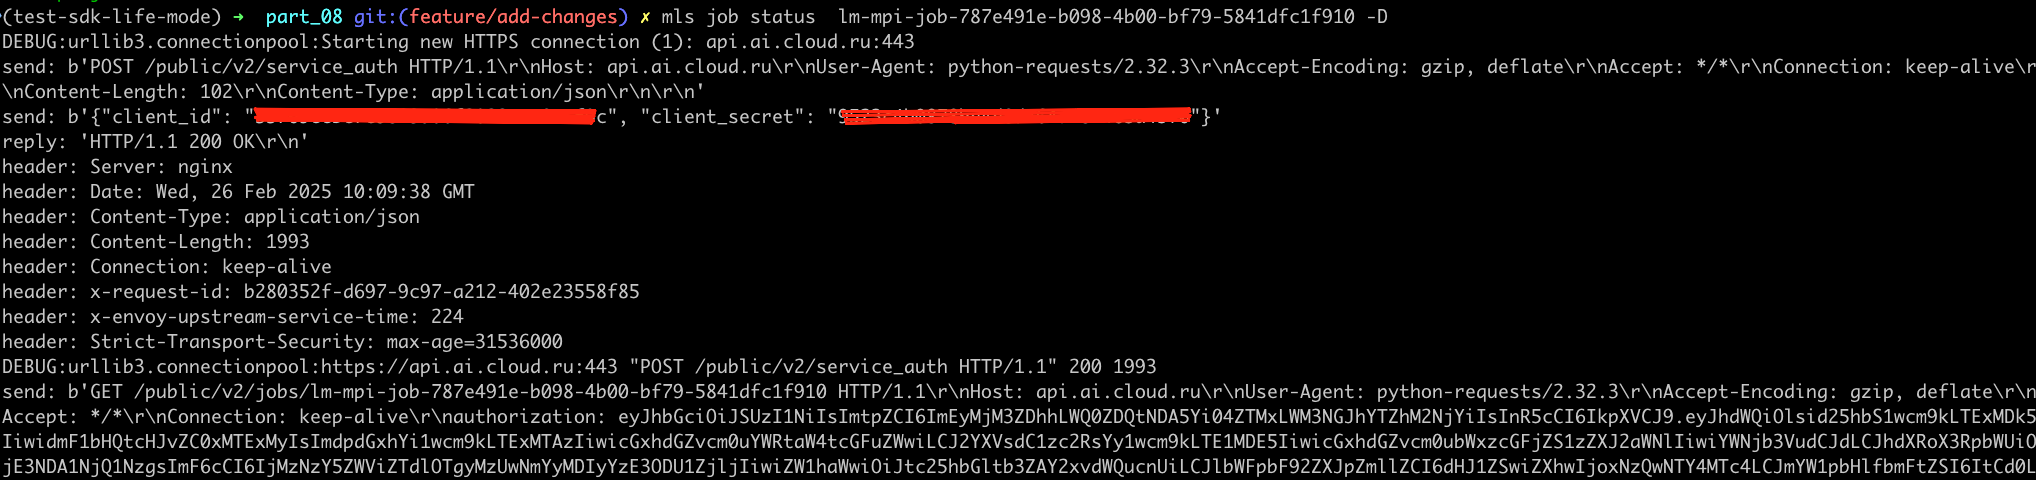 (test-sdk-life-mode) → part_08 git:(feature/add-changes) ✗ mls job status  lm-mpi-job-787e491e-b098-4b00-bf79-5841dfc1f910 -D
DEBUG:urllib3.connectionpool:Starting new HTTPS connection (1): api.ai.cloud.ru:443
send: b'POST /public/v2/service_auth HTTP/1.1\r\nHost: api.ai.cloud.ru\r\nUser-Agent: python-requests/2.32.3\r\nAccept-Encoding: gzip, deflate\r\nAccept: */*\r\nConnection: keep-alive\r
\nContent-Length: 102\r\nContent-Type: application/json\r\n\r\n'
send: b'{"client_id": " c", "client_secret": " "}'
reply: 'HTTP/1.1 200 OK\r\n'
header: Server: nginx
header: Date: Wed, 26 Feb 2025 10:09:38 GMT
header: Content-Type: application/json
header: Content-Length: 1993
header: Connection: keep-alive
header: x-request-id: b280352f-d697-9c97-a212-402e23558f85
header: x-envoy-upstream-service-time: 224
header: Strict-Transport-Security: max-age=31536000
DEBUG:urllib3.connectionpool:https://api.ai.cloud.ru:443 "POST /public/v2/service_auth HTTP/1.1" 200 1993
send: b'GET /public/v2/jobs/lm-mpi-job-787e491e-b098-4b00-bf79-5841dfc1f910 HTTP/1.1\r\nHost: api.ai.cloud.ru\r\nUser-Agent: python-requests/2.32.3\r\nAccept-Encoding: gzip, deflate\r\n
Accept: */*\r\nConnection: keep-alive\r\nauthorization: eyJhbGciOiJSUzI1NiIsImtpZCI6ImEyMjM3ZDhhLWQ0ZDQtNDA5Yi04ZTMxLWM3NGJhYTZhM2NjYiIsInR5cCI6IkpXVCJ9.eyJhdWQiOlsid25hbS1wcm9kLTExMDk5
IiwidmF1bHQtcHJvZC0xMTExMyIsImdpdGxhYi1wcm9kLTExMTAzIiwicGxhdGZvcm0uYWRtaW4tcGFuZWwiLCJ2YXVsdC1zc2RsYy1wcm9kLTE1MDE5IiwicGxhdGZvcm0ubWxzcGFjZS1zZXJ2aWNlIiwiYWNjb3VudCJdLCJhdXRoX3RpbWUiO
jE3NDA1NjQ1NzgsImF6cCI6IjMzNzY5ZWViZTdlOTgyMzUwNmYyMDIyYzE3ODU1ZjljIiwiZW1haWwiOiJtc25hbGltb3ZAY2xvdWQucnUiLCJlbWFpbF92ZXJpZmllZCI6dHJ1ZSwiZXhwIjoxNzQwNTY4MTc4LCJmYW1pbHlfbmFtZSI6ItCd0L